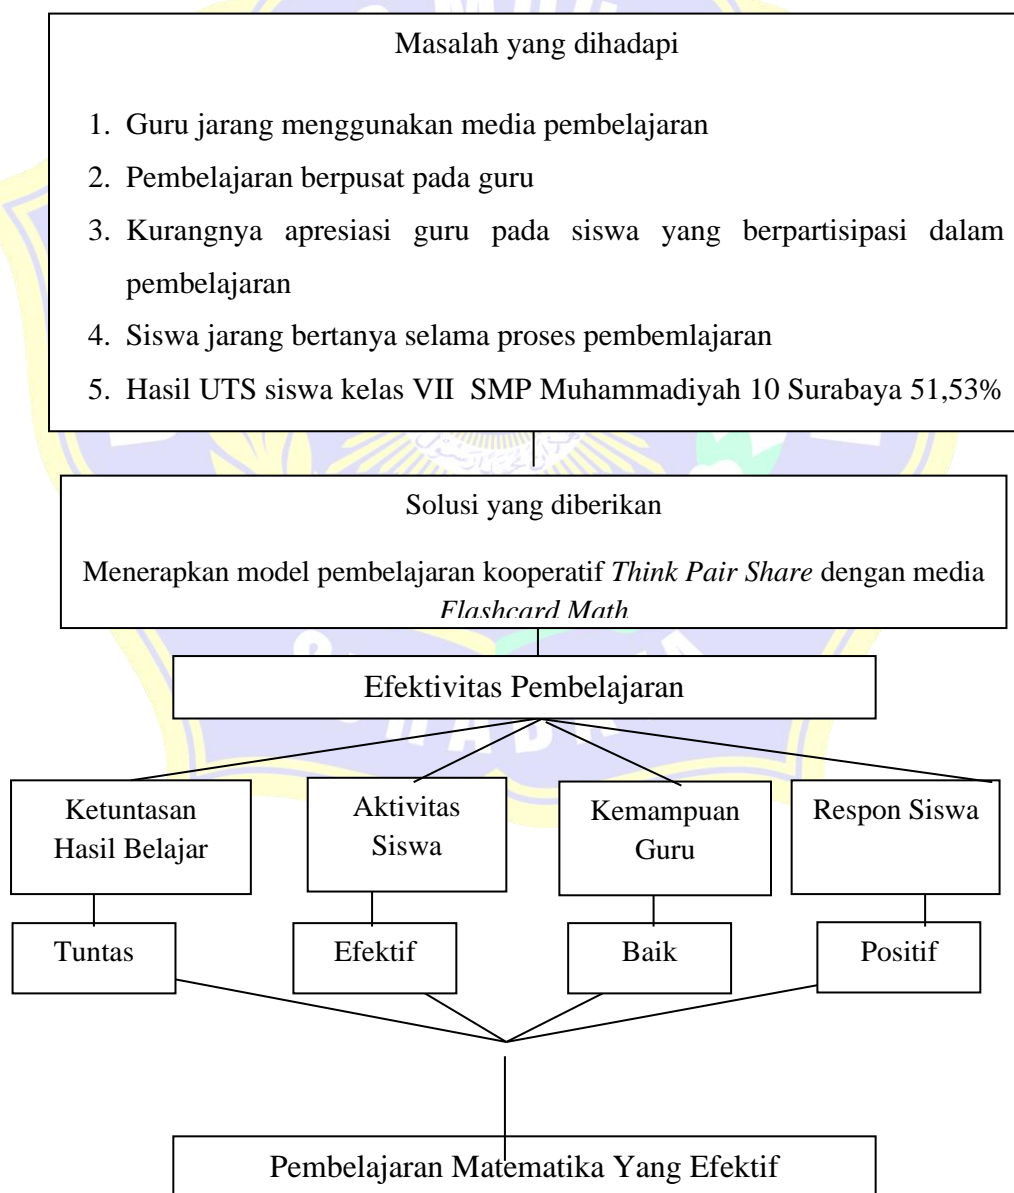 Masalah yang dihadapi
1. Guru jarang menggunakan media pembelajaran
2. Pembelajaran berpusat pada guru
3. Kurangnya apresiasi guru pada siswa yang berpartisipasi dalam
pembelajaran
4. Siswa jarang bertanya selama proses pembemlajaran
5. Hasil UTS siswa kelas VII SMP Muhammadiyah 10 Surabaya 51,53%
Solusi yang diberikan
Menerapkan model pembelajaran kooperatif Think Pair Share dengan media
Flashcard Math
Efektivitas Pembelajaran
Ketuntasan
Hasil Belajar
Aktivitas
Siswa
Kemampuan
Guru
Respon Siswa
Tuntas
Efektif
Baik
Positif
Pembelajaran Matematika Yang Efektif